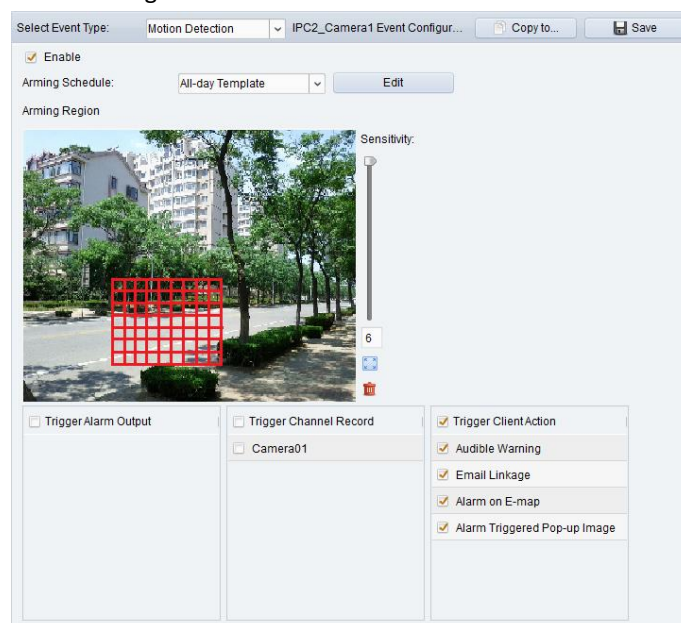 Select Event Type: Motion Detection IPC2_Camera1 Event Configur... Copy to... Save
Enable
Arming Schedule: All-day Template Edit
Arming Region
Sensitivity:
6
Trigger Alarm Output Trigger Channel Record Trigger Client Action
Camera01 Audible Warning
Email Linkage
Alarm on E-map
Alarm Triggered Pop-up Image